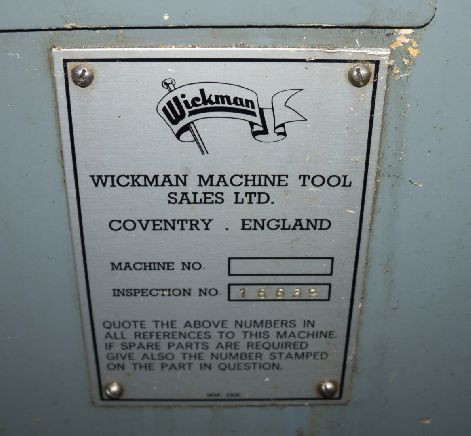 Wickman
WICKMAN MACHINE TOOL
SALES LTD.
COVENTRY . ENGLAND
MACHINE NO.
INSPECTION NO.
QUOTE THE ABOVE NUMBERS IN
ALL REFERENCES TO THIS MACHINE.
IF SPARE PARTS ARE REQUIRED
GIVE ALSO THE NUMBER STAMPED
ON THE PART IN QUESTION.